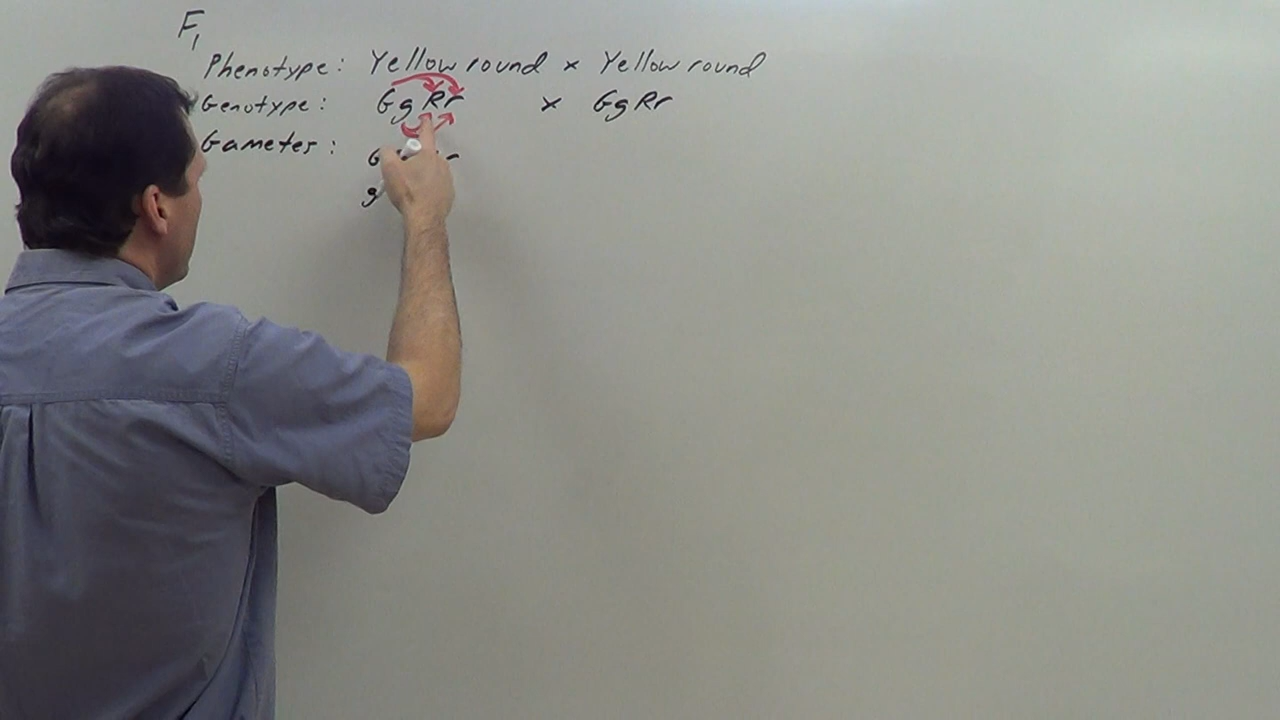 F1
Phenotype: Yellow round × Yellow round
Genotype: GgRr × GgRr
Gametes: G r
g